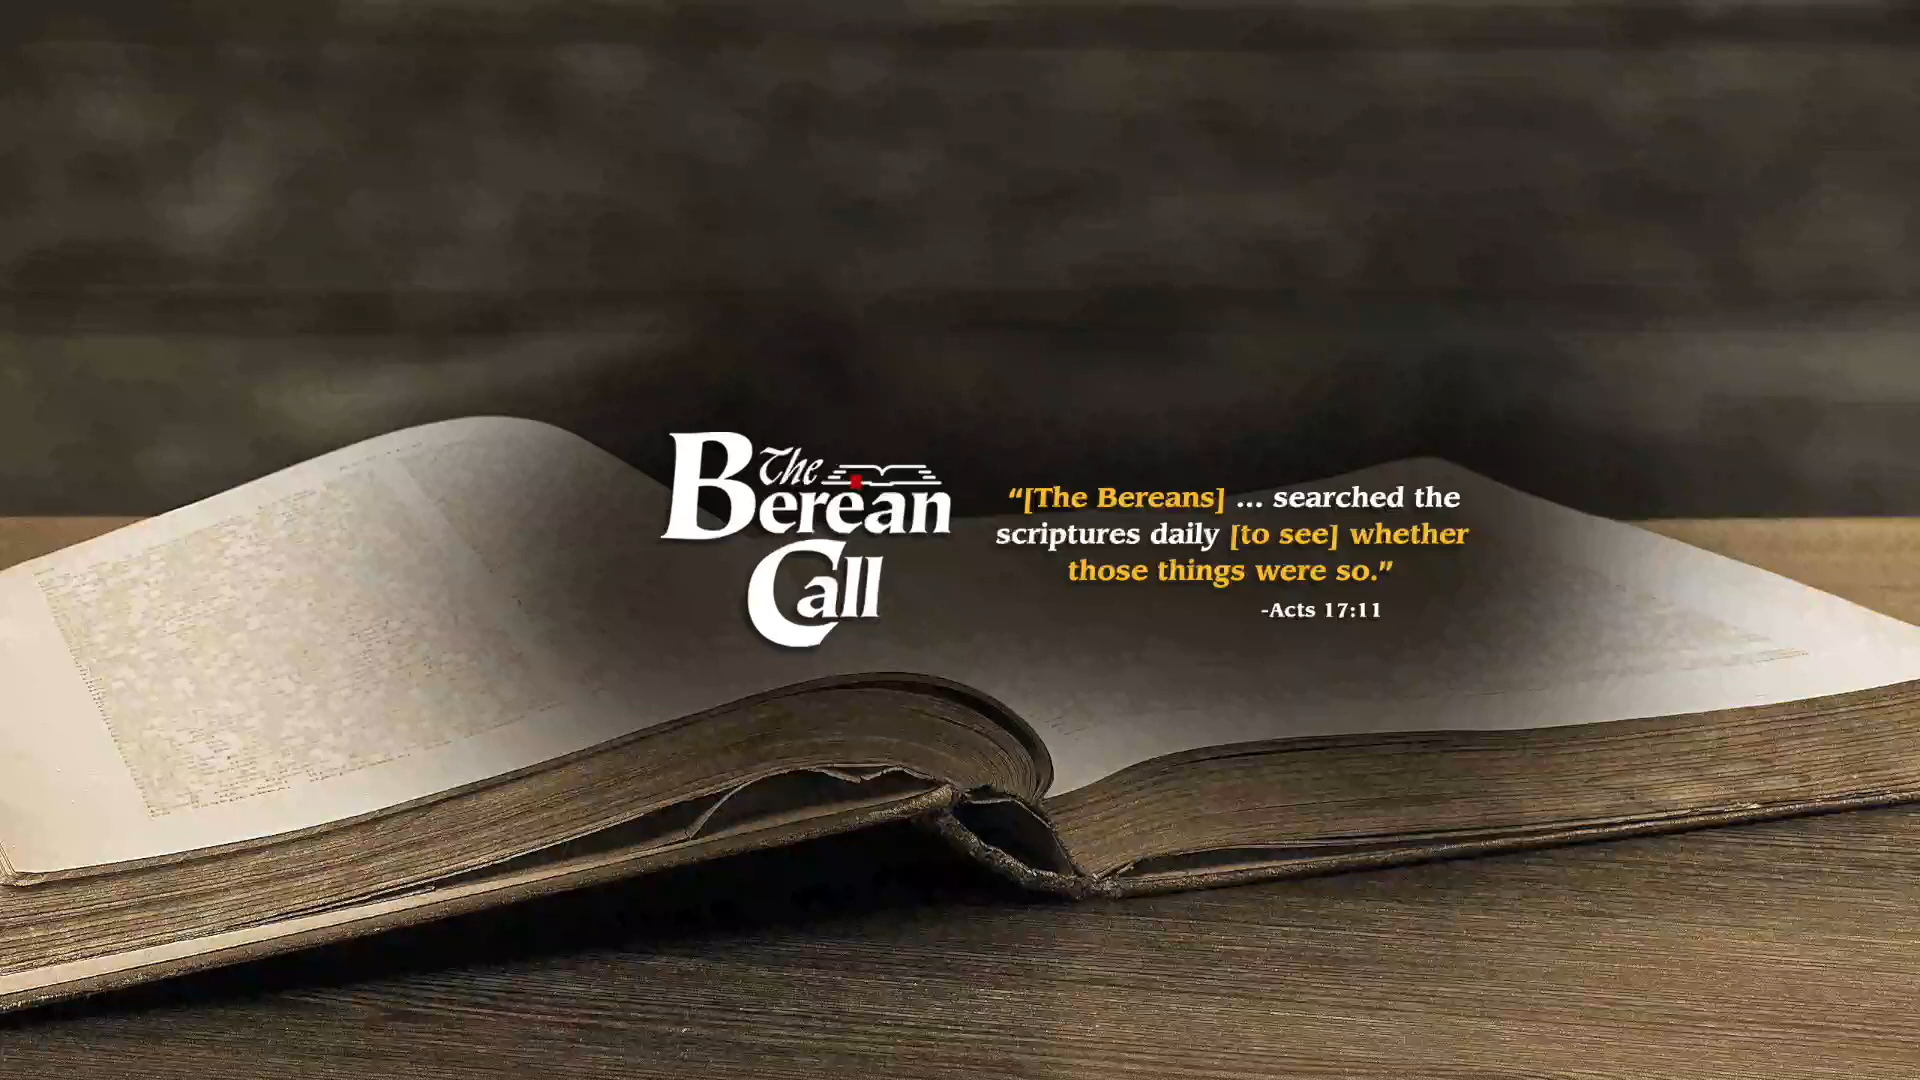 The
Berean
Call
“[The Bereans] ... searched the
scriptures daily [to see] whether
those things were so.”
-Acts 17:11